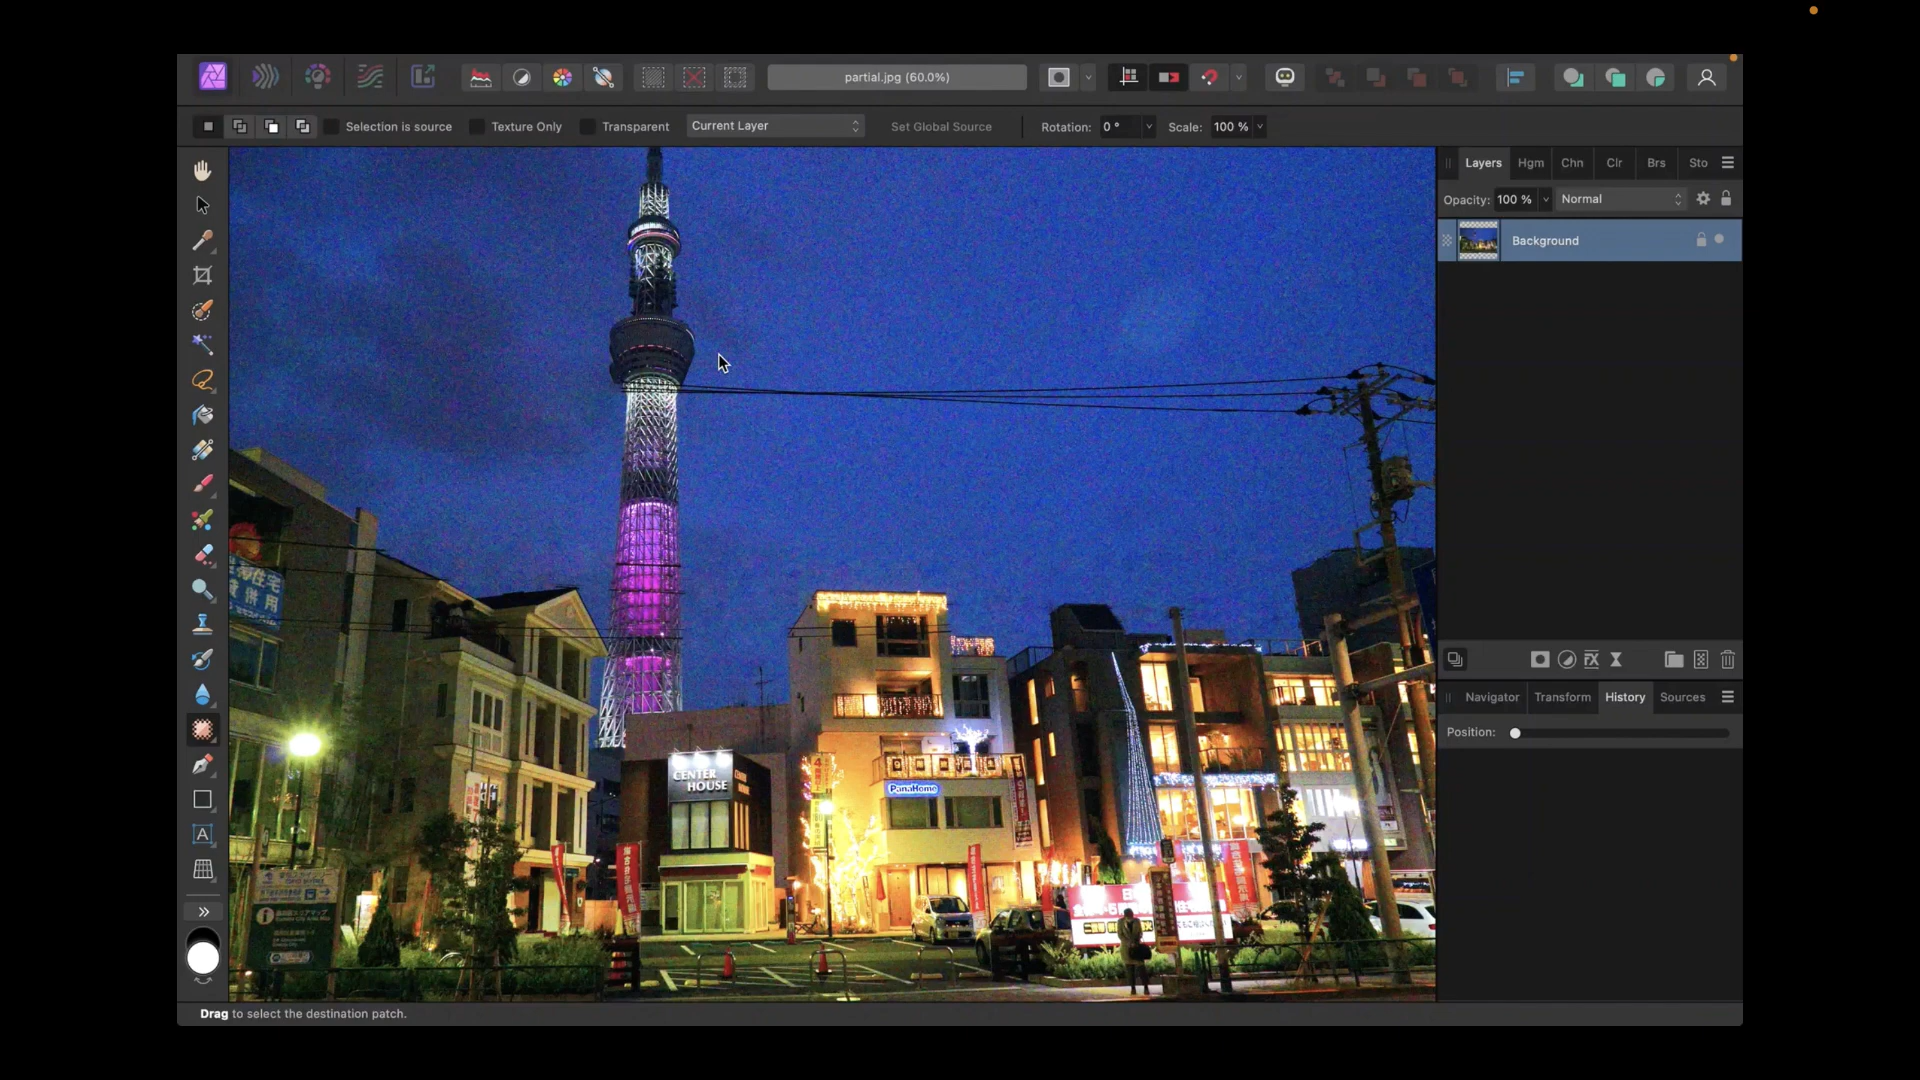 partial.jpg (60.0%)
Selection is source
Texture Only
Transparent
Current Layer
Set Global Source
Rotation: 0 °
Scale: 100 %
Layers Hgm Chn Clr Brs Sto
Opacity: 100 % Normal
Background
Navigator Transform History Sources
Position:
CENTER
HOUSE
PanaHome
A
Drag to select the destination patch.